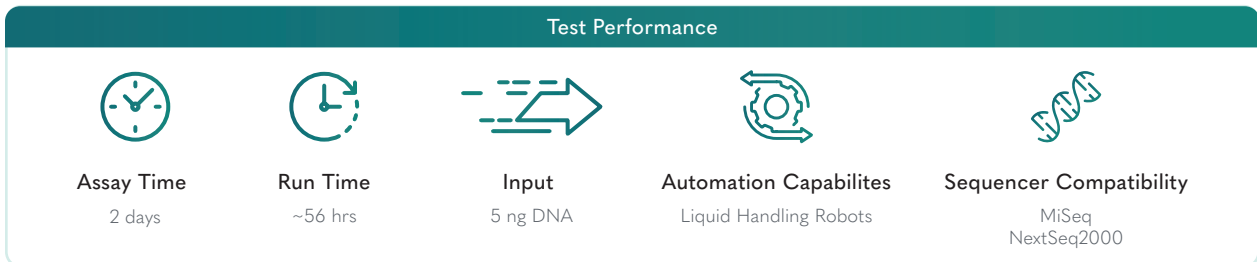 Test Performance
Assay Time
2 days
Run Time
~56 hrs
Input
5 ng DNA
Automation Capabilites
Liquid Handling Robots
Sequencer Compatibility
MiSeq
NextSeq2000